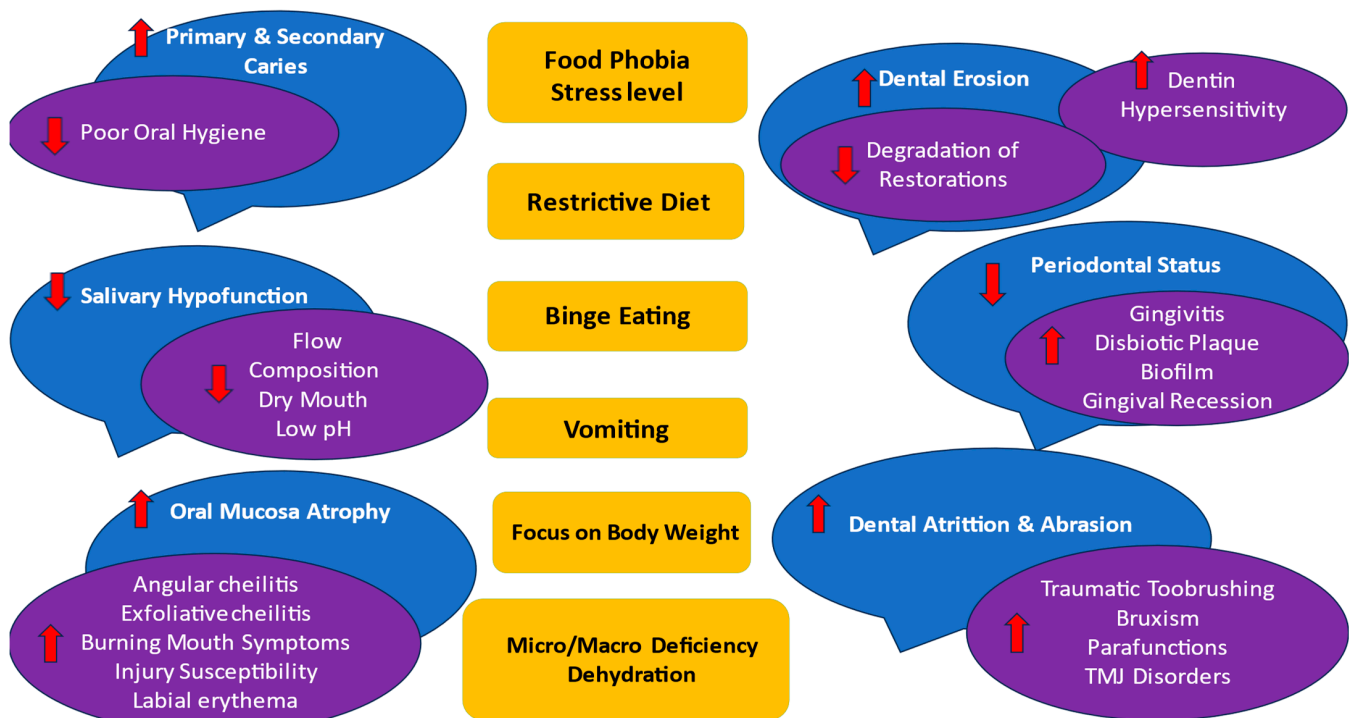 Primary & Secondary
Caries
Poor Oral Hygiene
Salivary Hypofunction
Flow
Composition
Dry Mouth
Low pH
Oral Mucosa Atrophy
Angular cheilitis
Exfoliative cheilitis
Burning Mouth Symptoms
Injury Susceptibility
Labial erythema
Food Phobia
Stress level
Restrictive Diet
Binge Eating
Vomiting
Focus on Body Weight
Micro/Macro Deficiency
Dehydration
Dental Erosion
Dentin
Hypersensitivity
Degradation of
Restorations
Periodontal Status
Gingivitis
Disbiotic Plaque
Biofilm
Gingival Recession
Dental Atrittion & Abrasion
Traumatic Toobrushing
Bruxism
Parafunctions
TMJ Disorders